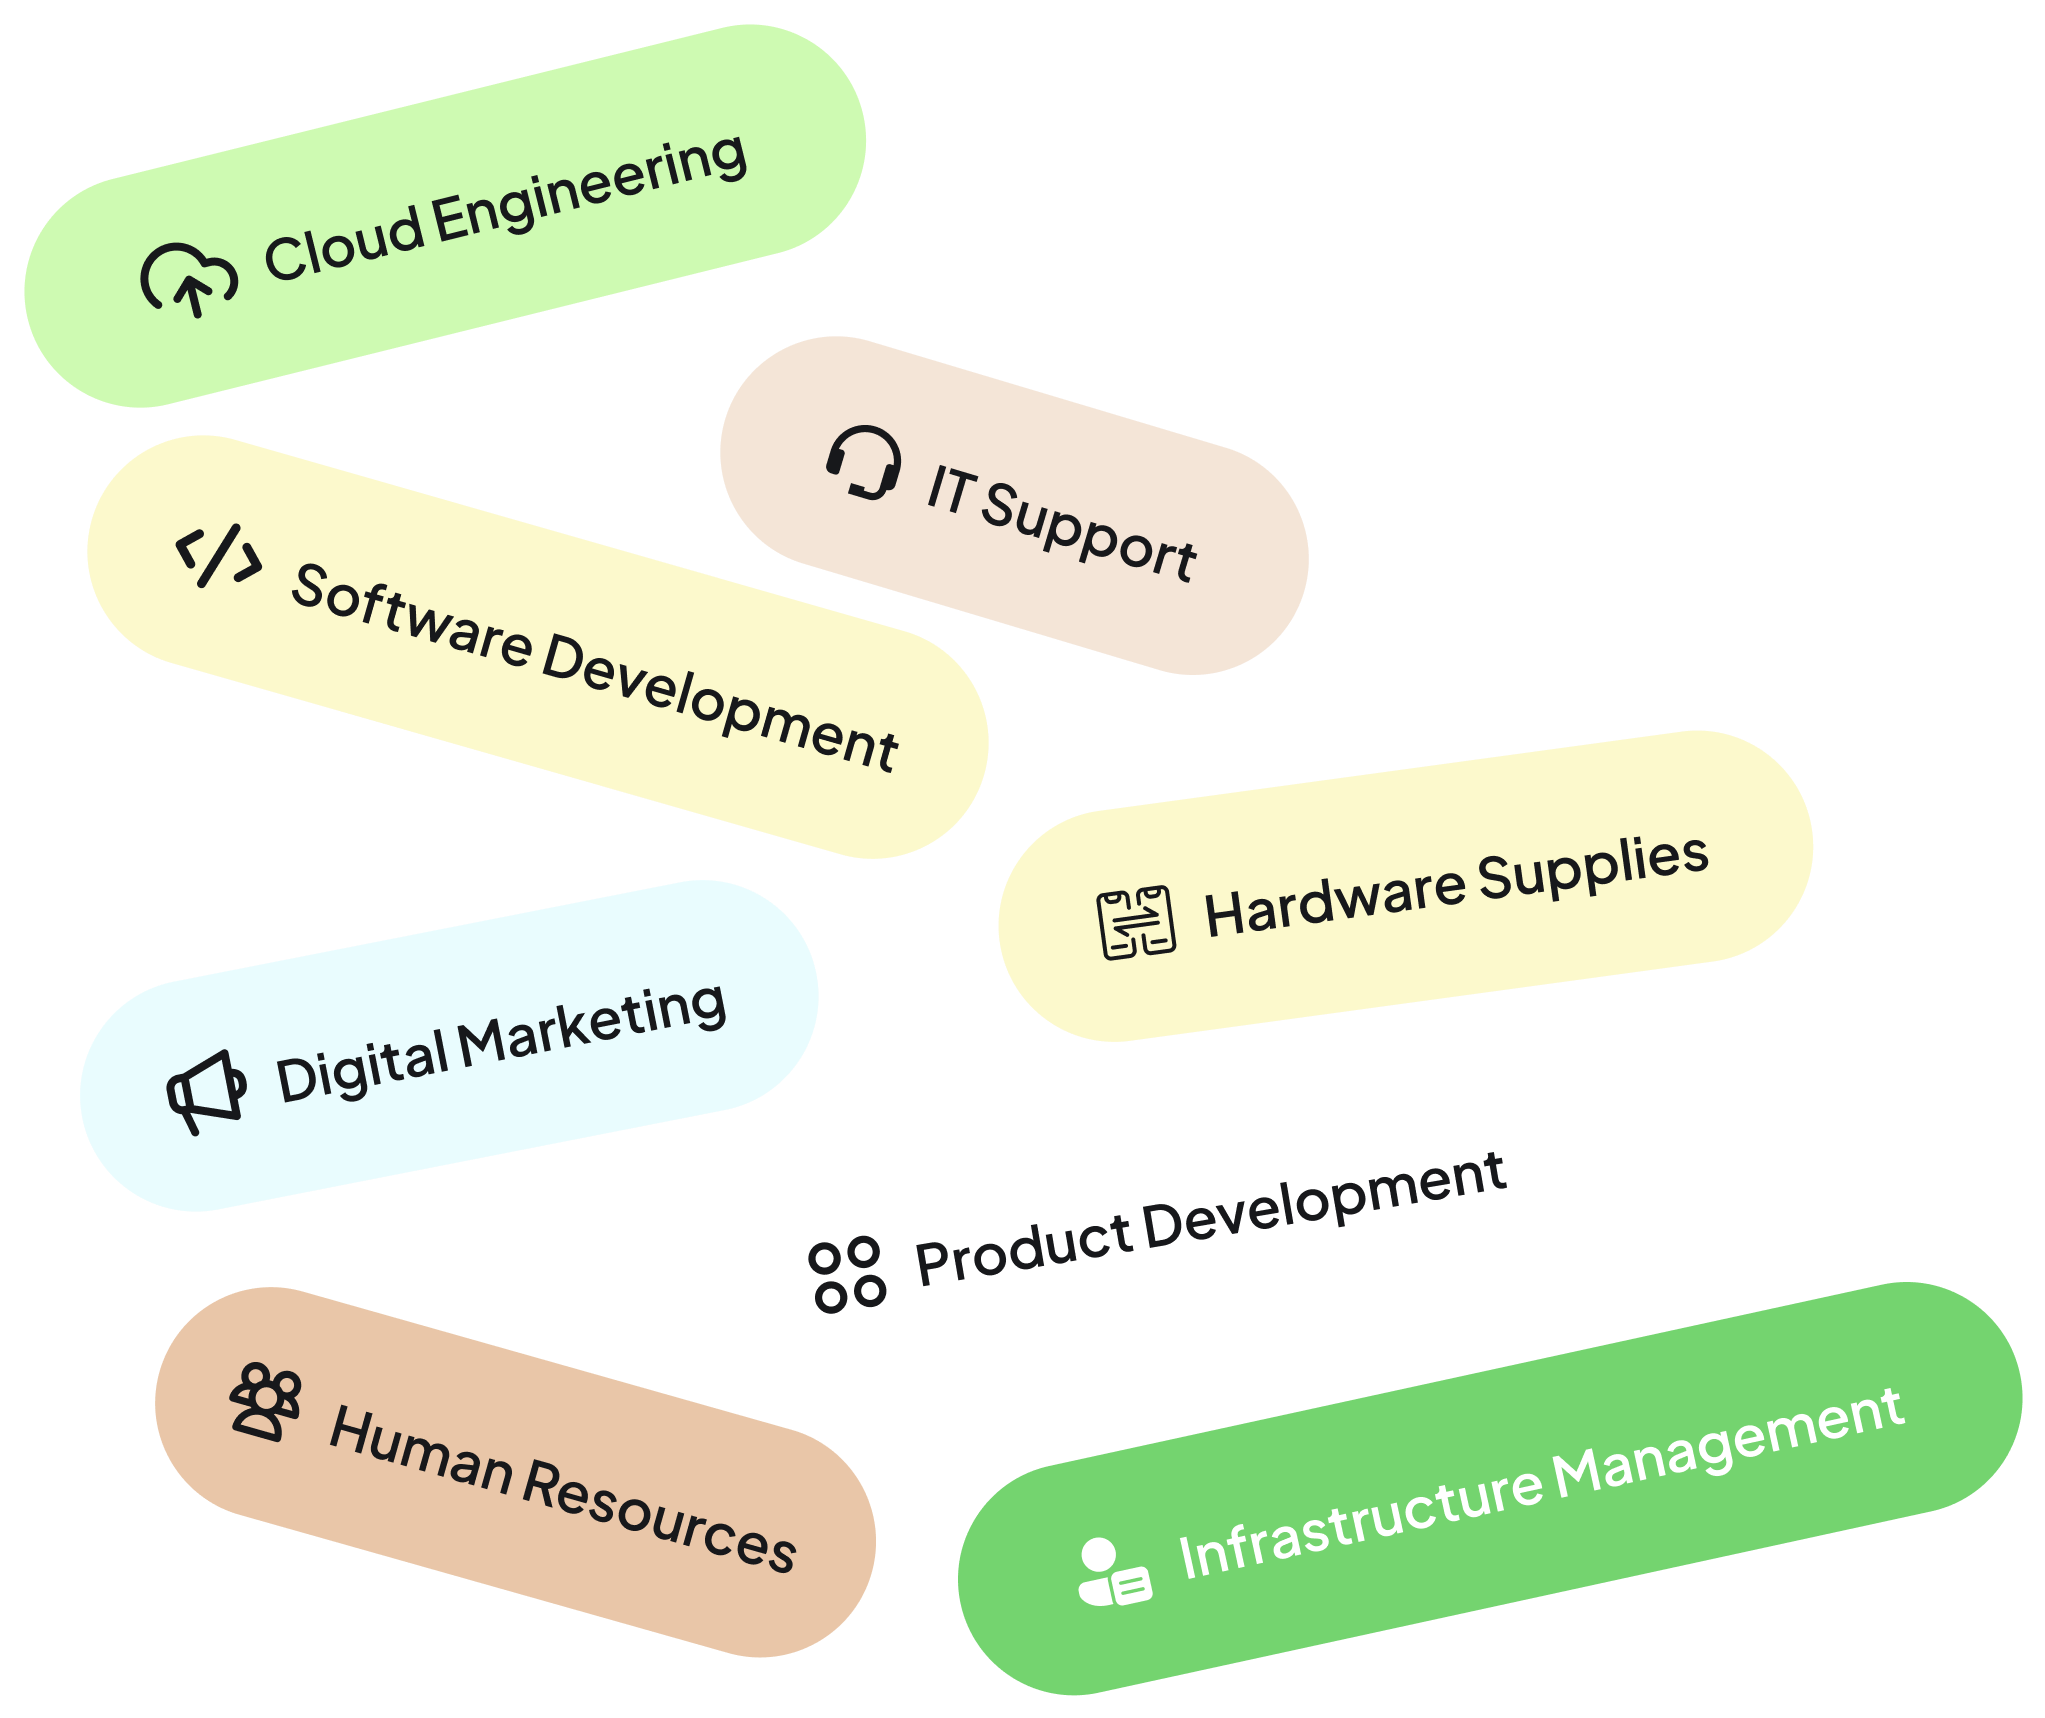 Cloud Engineering
IT Support
Software Development
Hardware Supplies
Digital Marketing
Product Development
Human Resources
Infrastructure Management